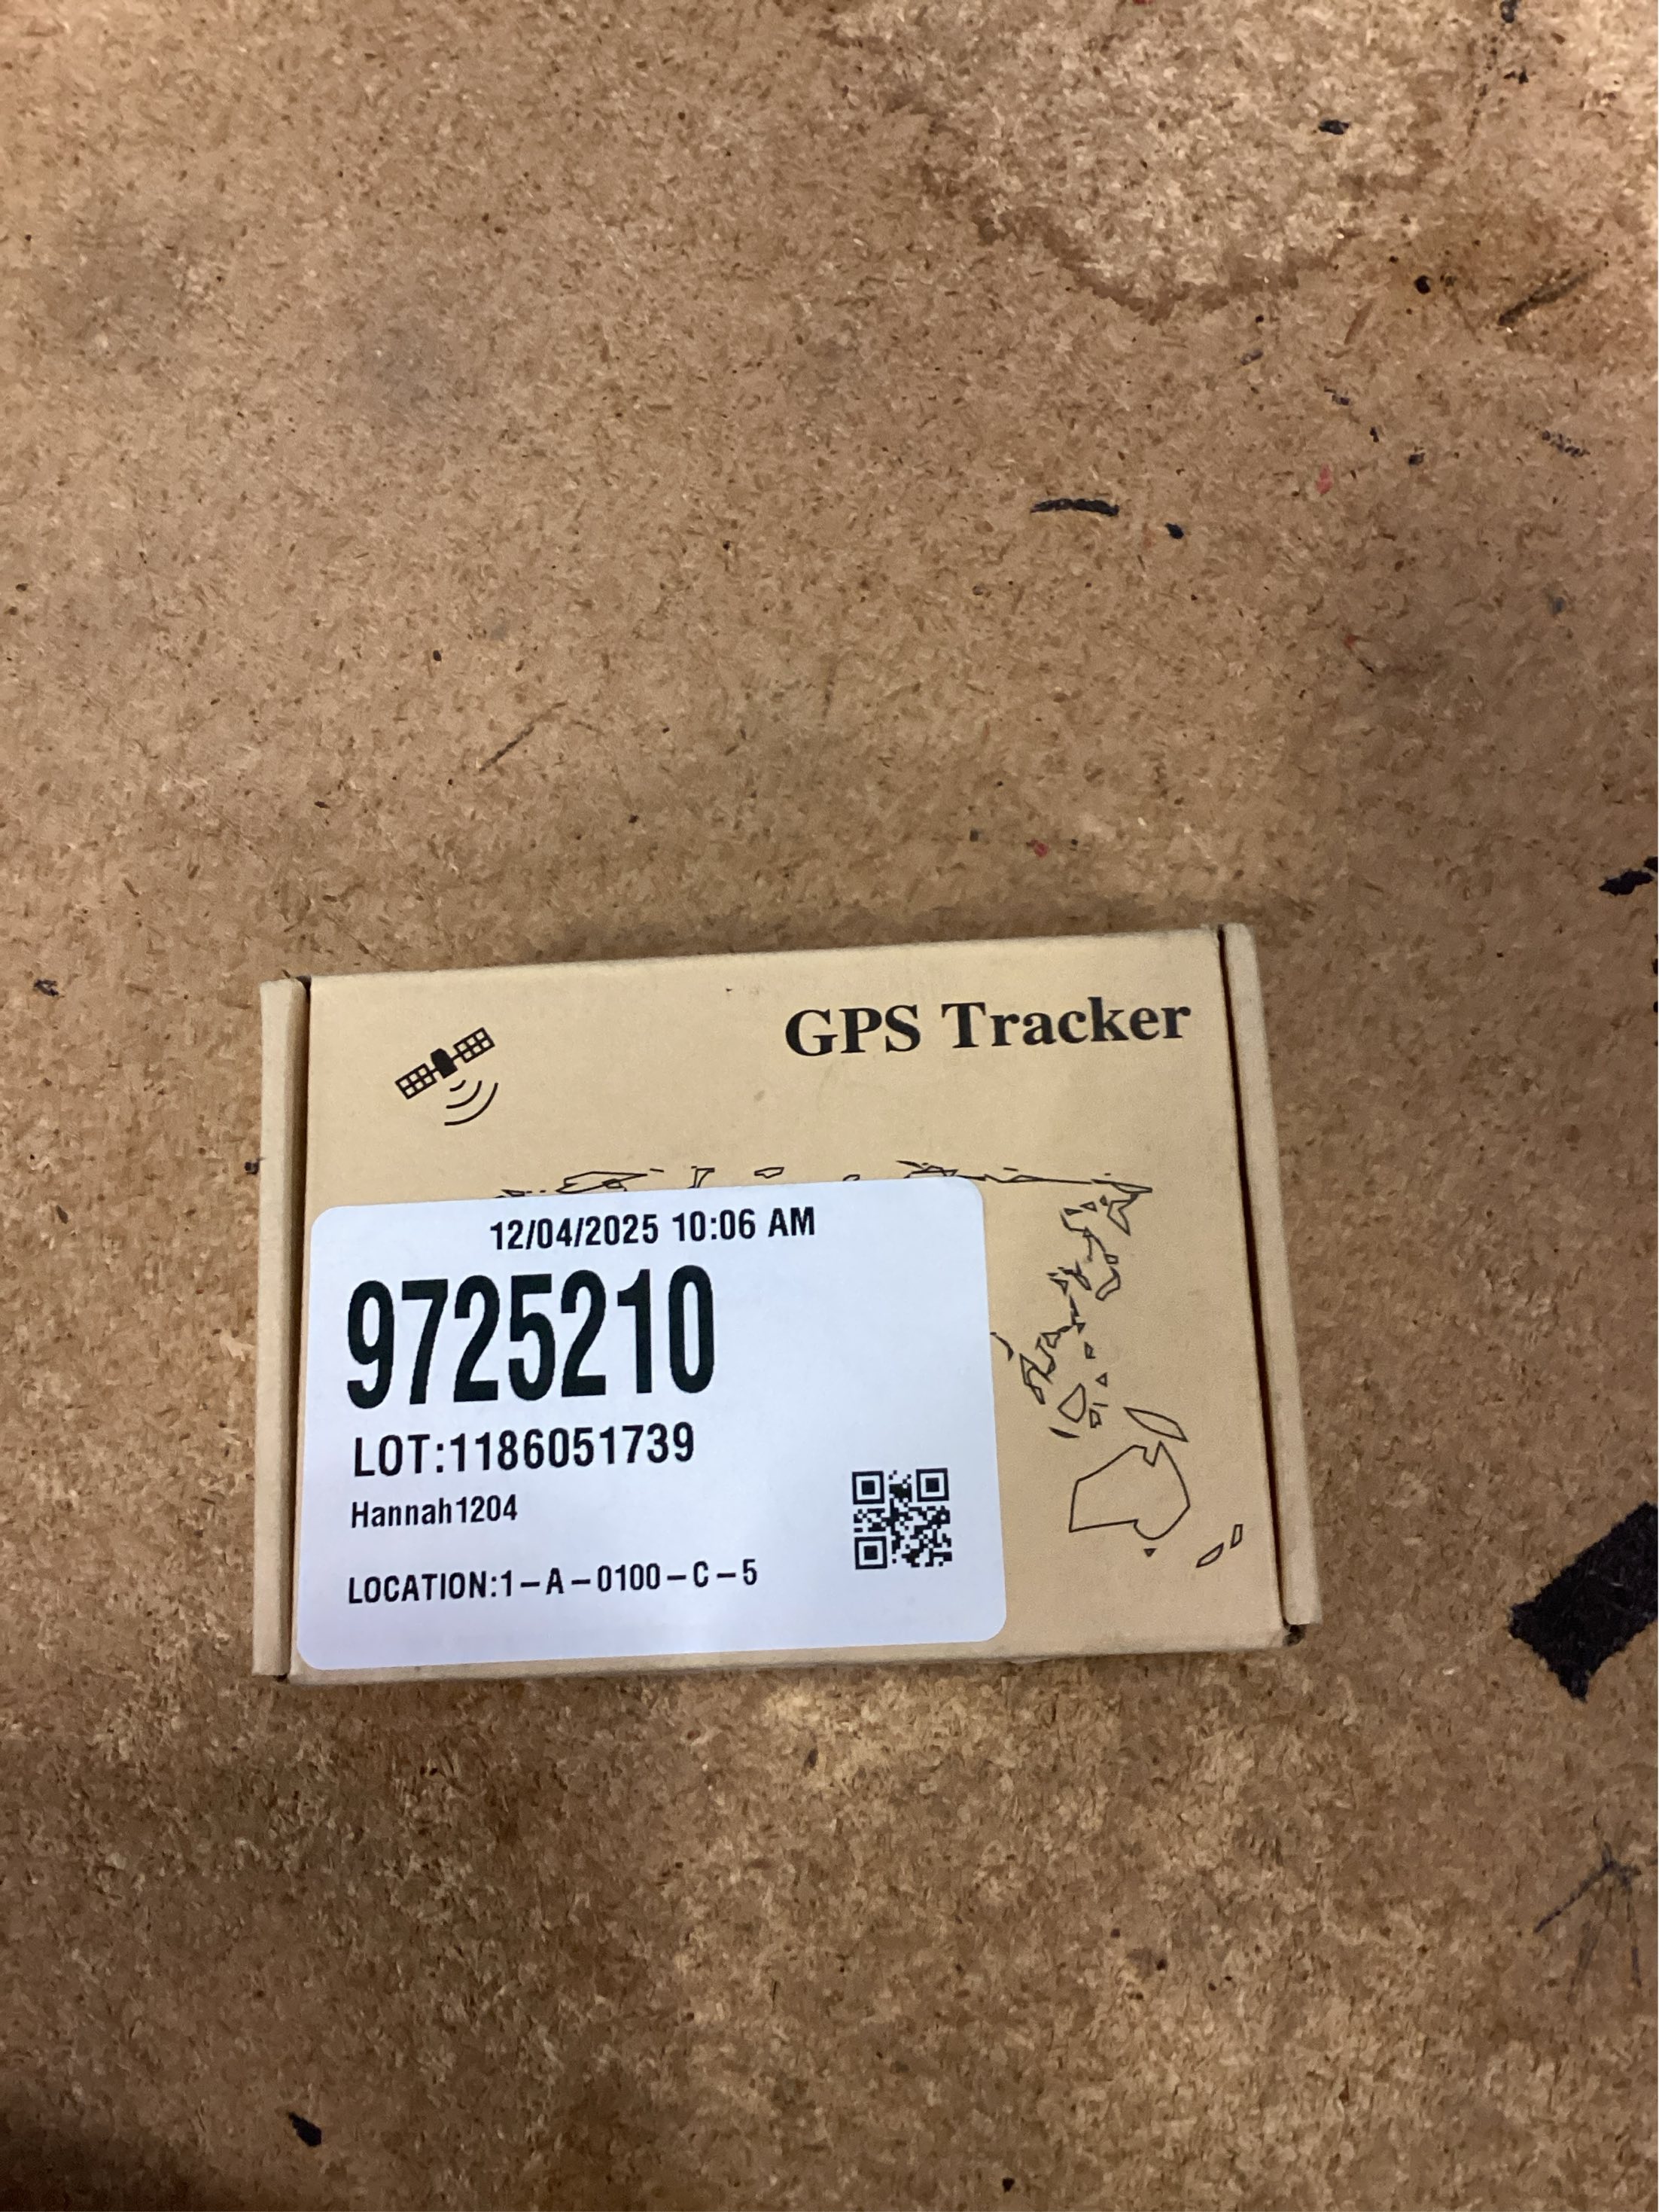 GPS Tracker
12/04/2025 10:06 AM
9725210
LOT:1186051739
Hannah1204
LOCATION:1-A-0100-C-5